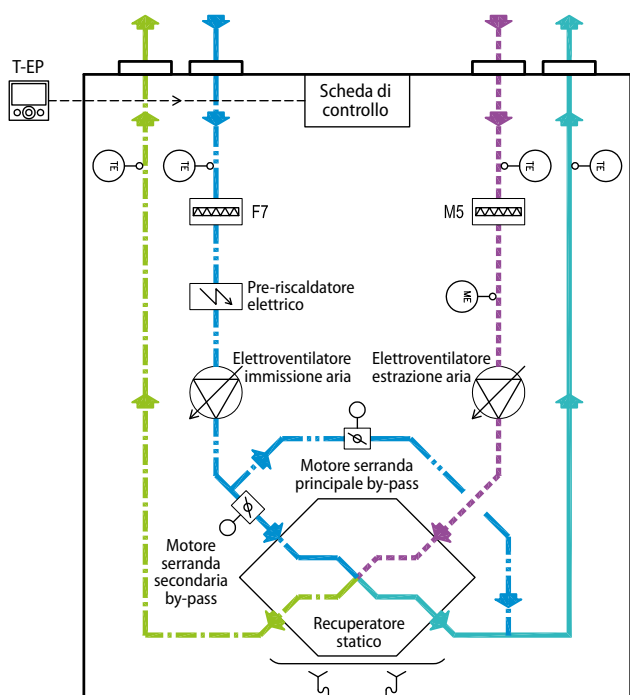 T-EP
Scheda di
controllo
TE
TE
TE
TE
F7
M5
Pre-riscaldatore
elettrico
ME
Elettroventilatore
immissione aria
Elettroventilatore
estrazione aria
Motore serranda
principale by-pass
Motore
serranda
secondaria
by-pass
Recuperatore
statico